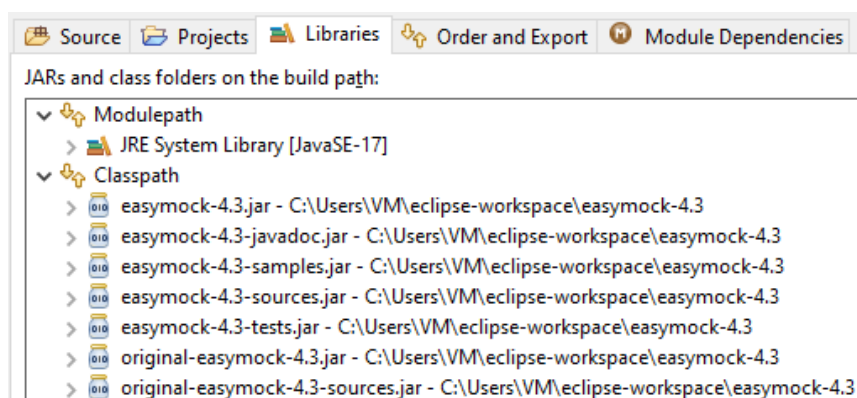 Source Projects Libraries Order and Export Module Dependencies
JARs and class folders on the build path:
Modulepath
JRE System Library [JavaSE-17]
Classpath
easymock-4.3.jar - C:\Users\VM\eclipse-workspace\easymock-4.3
easymock-4.3-javadoc.jar - C:\Users\VM\eclipse-workspace\easymock-4.3
easymock-4.3-samples.jar - C:\Users\VM\eclipse-workspace\easymock-4.3
easymock-4.3-sources.jar - C:\Users\VM\eclipse-workspace\easymock-4.3
easymock-4.3-tests.jar - C:\Users\VM\eclipse-workspace\easymock-4.3
original-easymock-4.3.jar - C:\Users\VM\eclipse-workspace\easymock-4.3
original-easymock-4.3-sources.jar - C:\Users\VM\eclipse-workspace\easymock-4.3